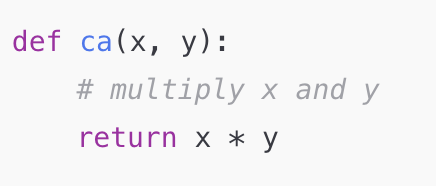 def ca(x, y):
    # multiply x and y
    return x * y